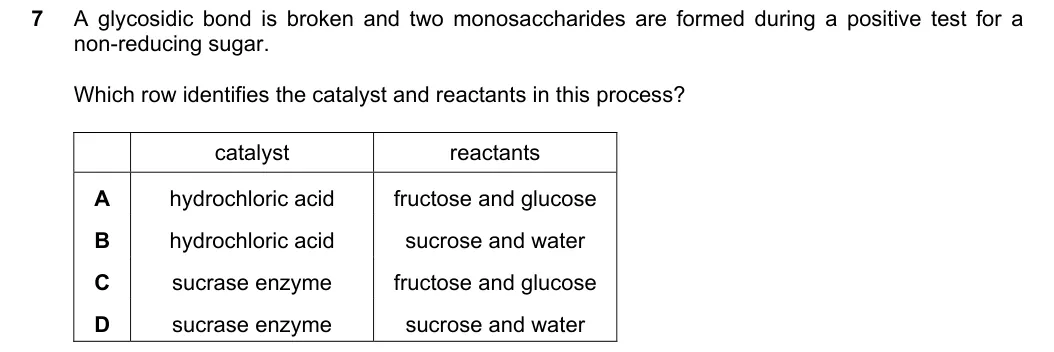 7 A glycosidic bond is broken and two monosaccharides are formed during a positive test for a
non-reducing sugar.
Which row identifies the catalyst and reactants in this process?
catalyst reactants
A hydrochloric acid fructose and glucose
B hydrochloric acid sucrose and water
C sucrase enzyme fructose and glucose
D sucrase enzyme sucrose and water